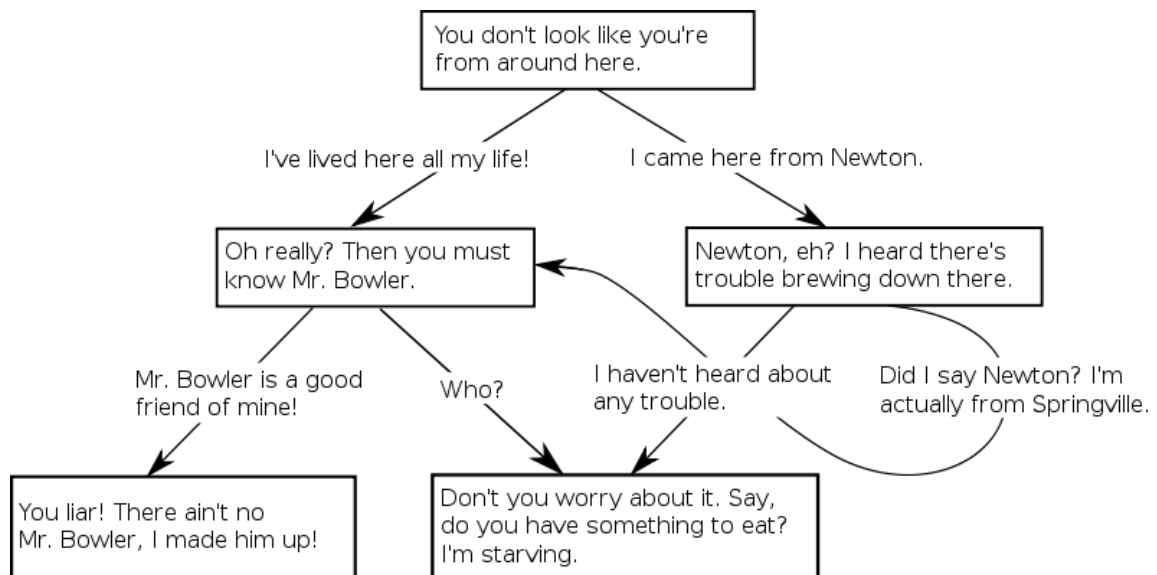 You don't look like you're
from around here.
I've lived here all my life!
I came here from Newton.
Oh really? Then you must
know Mr. Bowler.
Newton, eh? I heard there's
trouble brewing down there.
Mr. Bowler is a good
friend of mine!
Who?
I haven't heard about
any trouble.
Did I say Newton? I'm
actually from Springville.
You liar! There ain't no
Mr. Bowler, I made him up!
Don't you worry about it. Say,
do you have something to eat?
I'm starving.